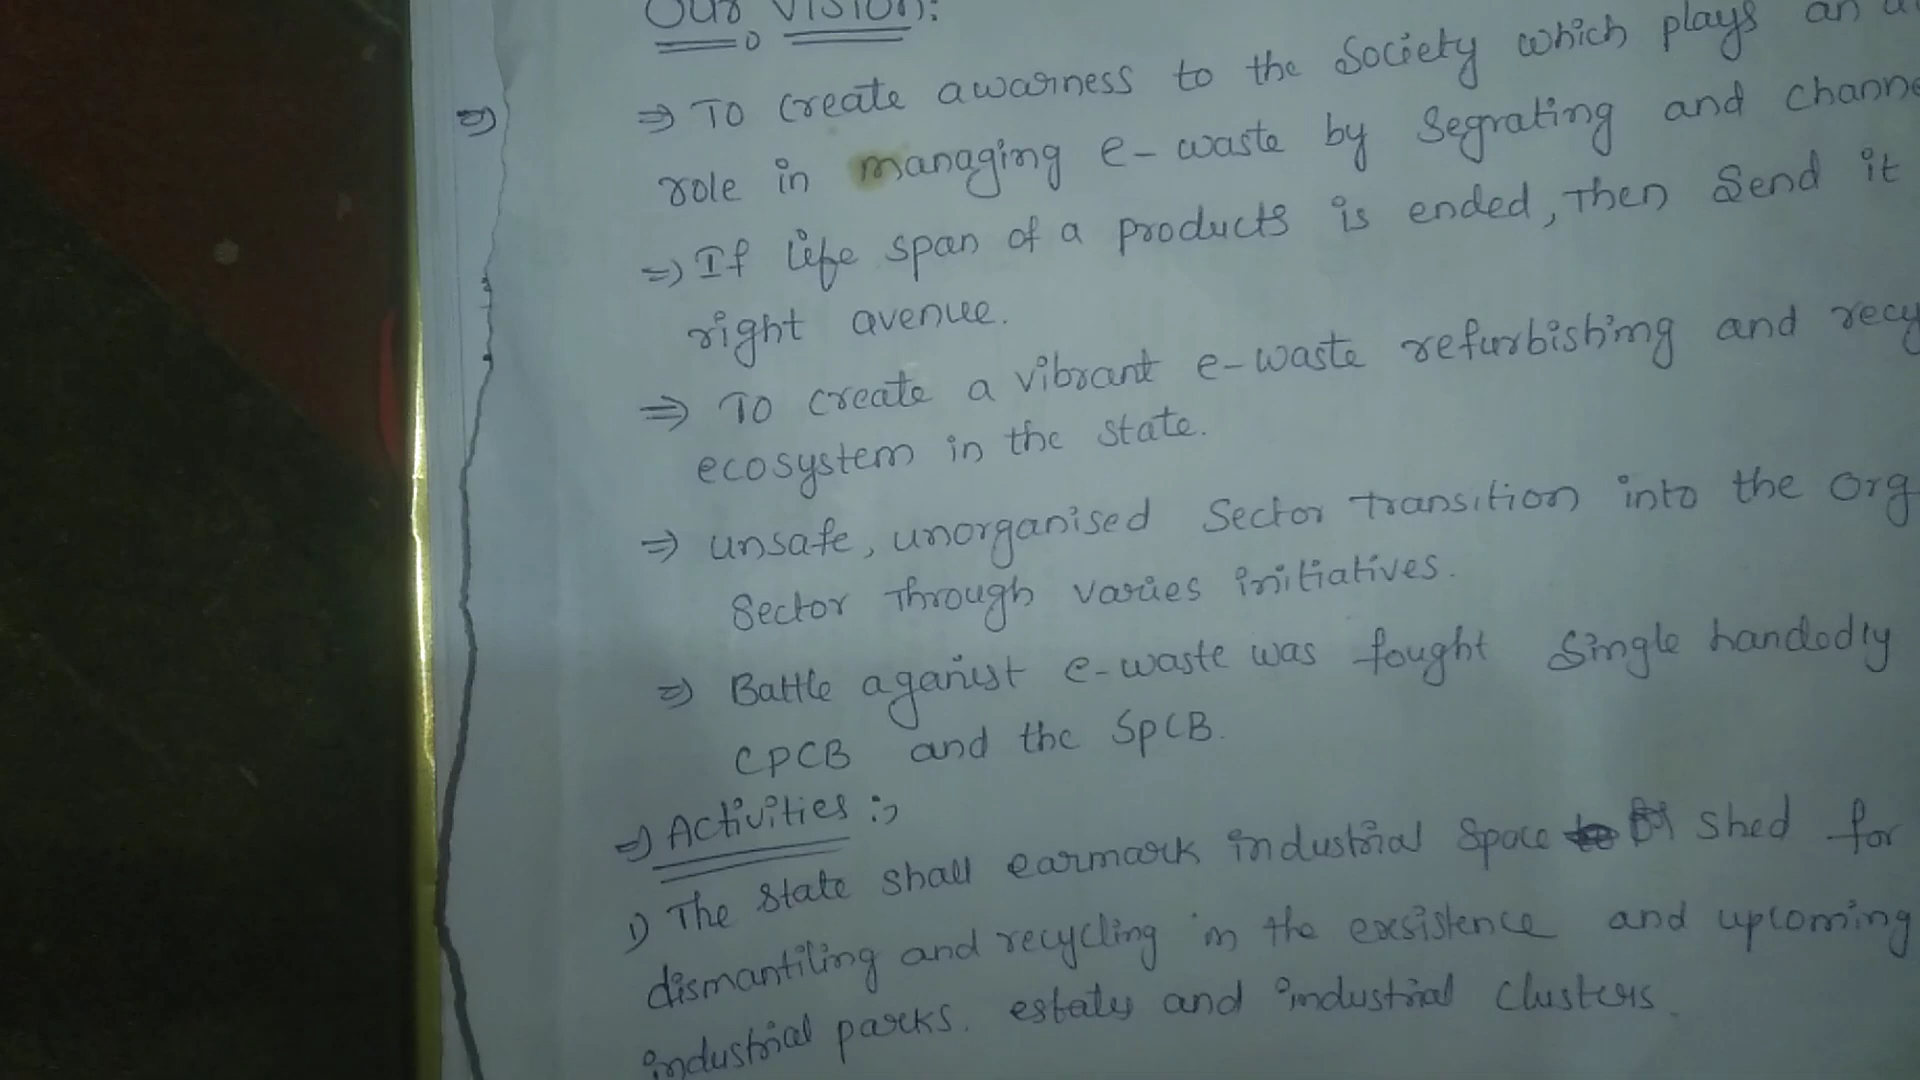 Our Vision:
⇒ To create awarness to the Society which plays an
role in managing e-waste by Segrating and channe
⇒ If life span of a products is ended, Then Send it
right avenue.
⇒ To create a vibrant e-waste refurbishing and recy
ecosystem in the state.
⇒ unsafe, unorganised Sector transition into the org
Sector Through varies initiatives.
⇒ Battle aganist e-waste was fought Single handodly
CPCB and the SPCB.
⇒ Activities :→
1) The State shall earmark industrial Space shed for
dismantiling and recycling in the exsistence and upcoming
industrial parks. estates and industrial clusters.